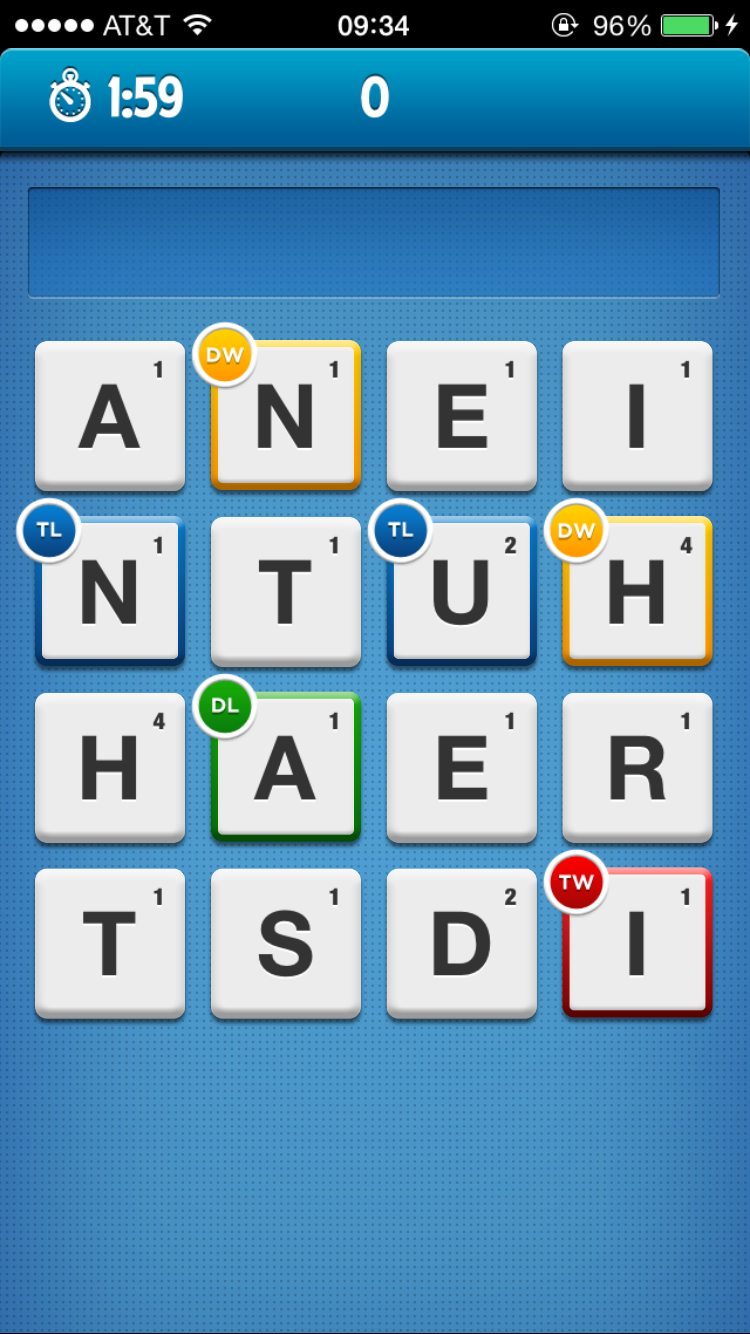 AT&T 09:34 96%
1:59 0
DW
A 1 N 1 E 1 I 1
TL TL DW
N 1 T 1 U 2 H 4
DL
H 4 A 1 E 1 R 1
TW
T 1 S 1 D 2 I 1